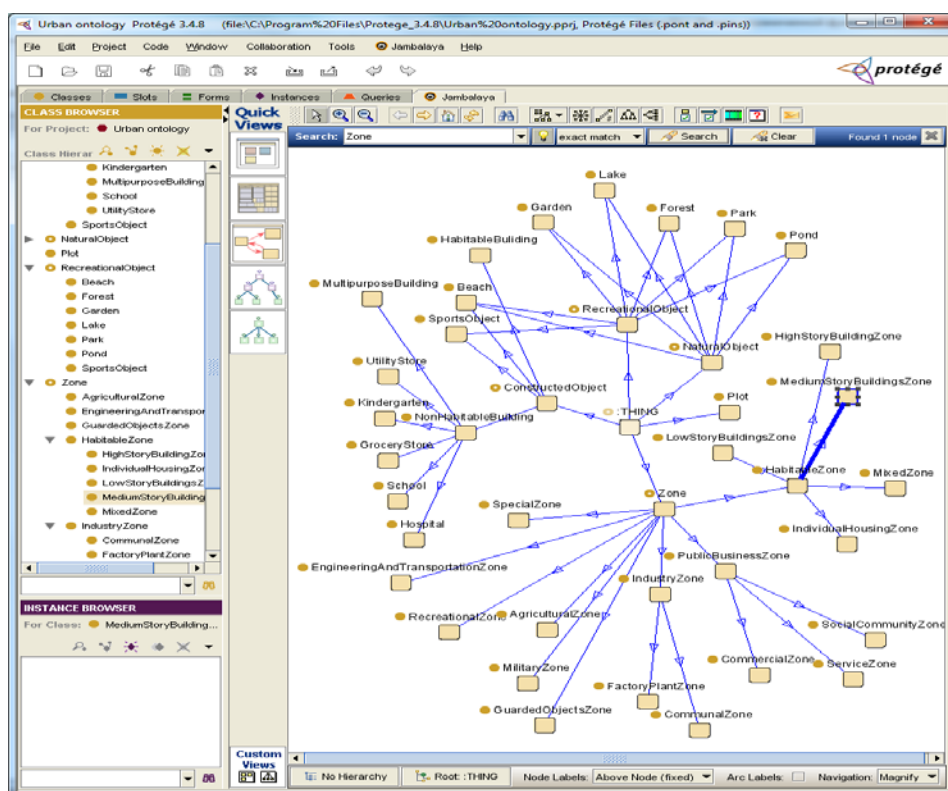 Urban ontology Protégé 3.4.8 (file:\C:\Program%20Files\Protege_3.4.8\Urban%20ontology.pprj, Protégé Files (.pont and .pins))
File Edit Project Code Window Collaboration Tools Jambalaya Help
protégé
Classes Slots Forms Instances Queries Jambalaya
CLASS BROWSER
For Project: Urban ontology
Class Hierar
Kindergarten
MultipurposeBuilding
School
UtilityStore
SportsObject
NaturalObject
Plot
RecreationalObject
Beach
Forest
Garden
Lake
Park
Pond
SportsObject
Zone
AgriculturalZone
EngineeringAndTranspor
GuardedObjectsZone
HabitableZone
HighStoryBuildingZo
IndividualHousingZor
LowStoryBuildingsZ
MediumStoryBuilding
MixedZone
IndustryZone
CommunalZone
FactoryPlantZone
INSTANCE BROWSER
For Class: MediumStoryBuilding...
Quick
Views
Custom
Views
Search: Zone exact match Search Clear Found 1 node
Lake
Garden
Forest
Park
Pond
HabitableBuliding
MultipurposeBuilding
Beach
SportsObject
RecreationalObject
NaturalObject
HighStoryBuildingZone
UtilityStore
ConstructedObject
MediumStoryBuildingsZone
Kindergarten
NonHabitableBuilding
:THING
Plot
GroceryStore
LowStoryBuildingsZone
School
HabitableZone
MixedZone
Hospital
SpecialZone
Zone
IndividualHousingZone
EngineeringAndTransportationZone
PublicBusinessZone
IndustryZone
RecreationalZone
AgriculturalZone
SocialCommunityZone
MilitaryZone
CommercialZone
ServiceZone
FactoryPlantZone
GuardedObjectsZone
CommunalZone
No Hierarchy Root: :THING Node Labels: Above Node (fixed) Arc Labels: Navigation: Magnify